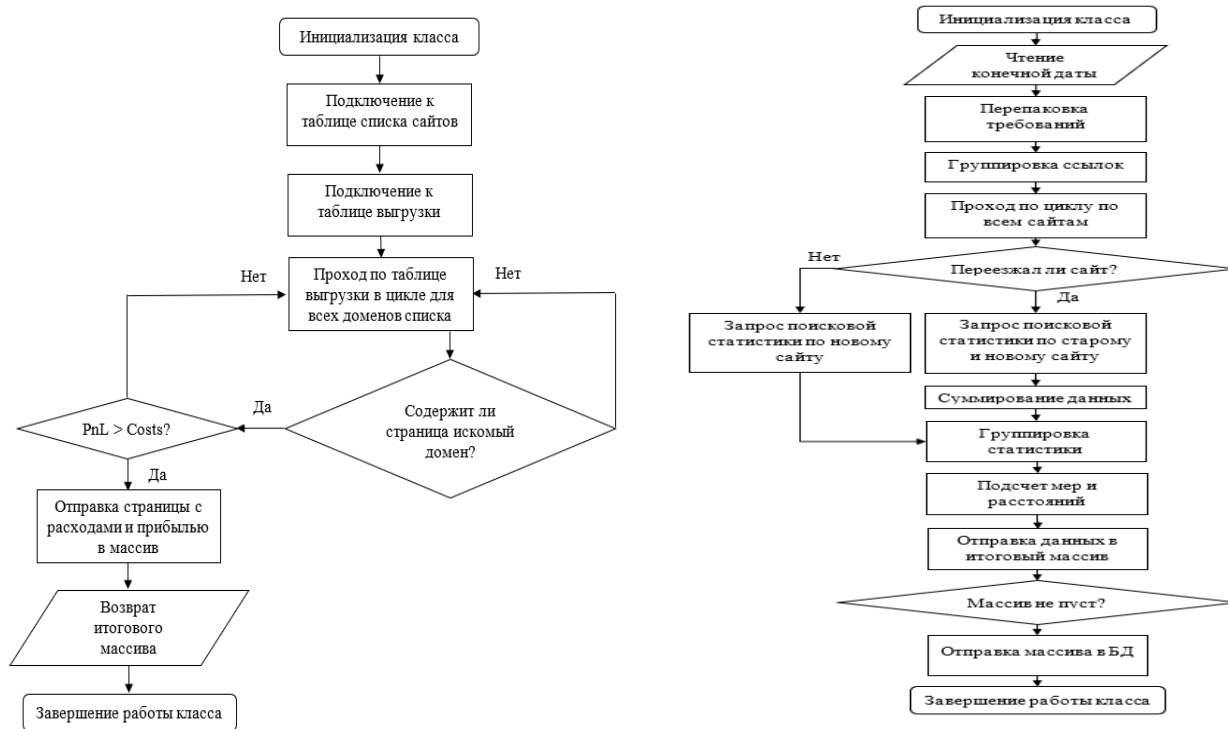 Инициализация класса
Подключение к
таблице списка сайтов
Подключение к
таблице выгрузки
Нет
Проход по таблице
выгрузки в цикле для
всех доменов списка
Нет
Содержит ли
страница искомый
домен?
Да
PnL > Costs?
Да
Отправка страницы с
расходами и прибылью
в массив
Возврат
итогового
массива
Завершение работы класса
Инициализация класса
Чтение
конечной даты
Перепаковка
требований
Группировка ссылок
Проход по циклу по
всем сайтам
Нет
Переезжал ли сайт?
Да
Запрос поисковой
статистики по новому
сайту
Запрос поисковой
статистики по старому
и новому сайту
Суммирование данных
Группировка
статистики
Подсчет мер и
расстояний
Отправка данных в
итоговый массив
Массив не пуст?
Отправка массива в БД
Завершение работы класса